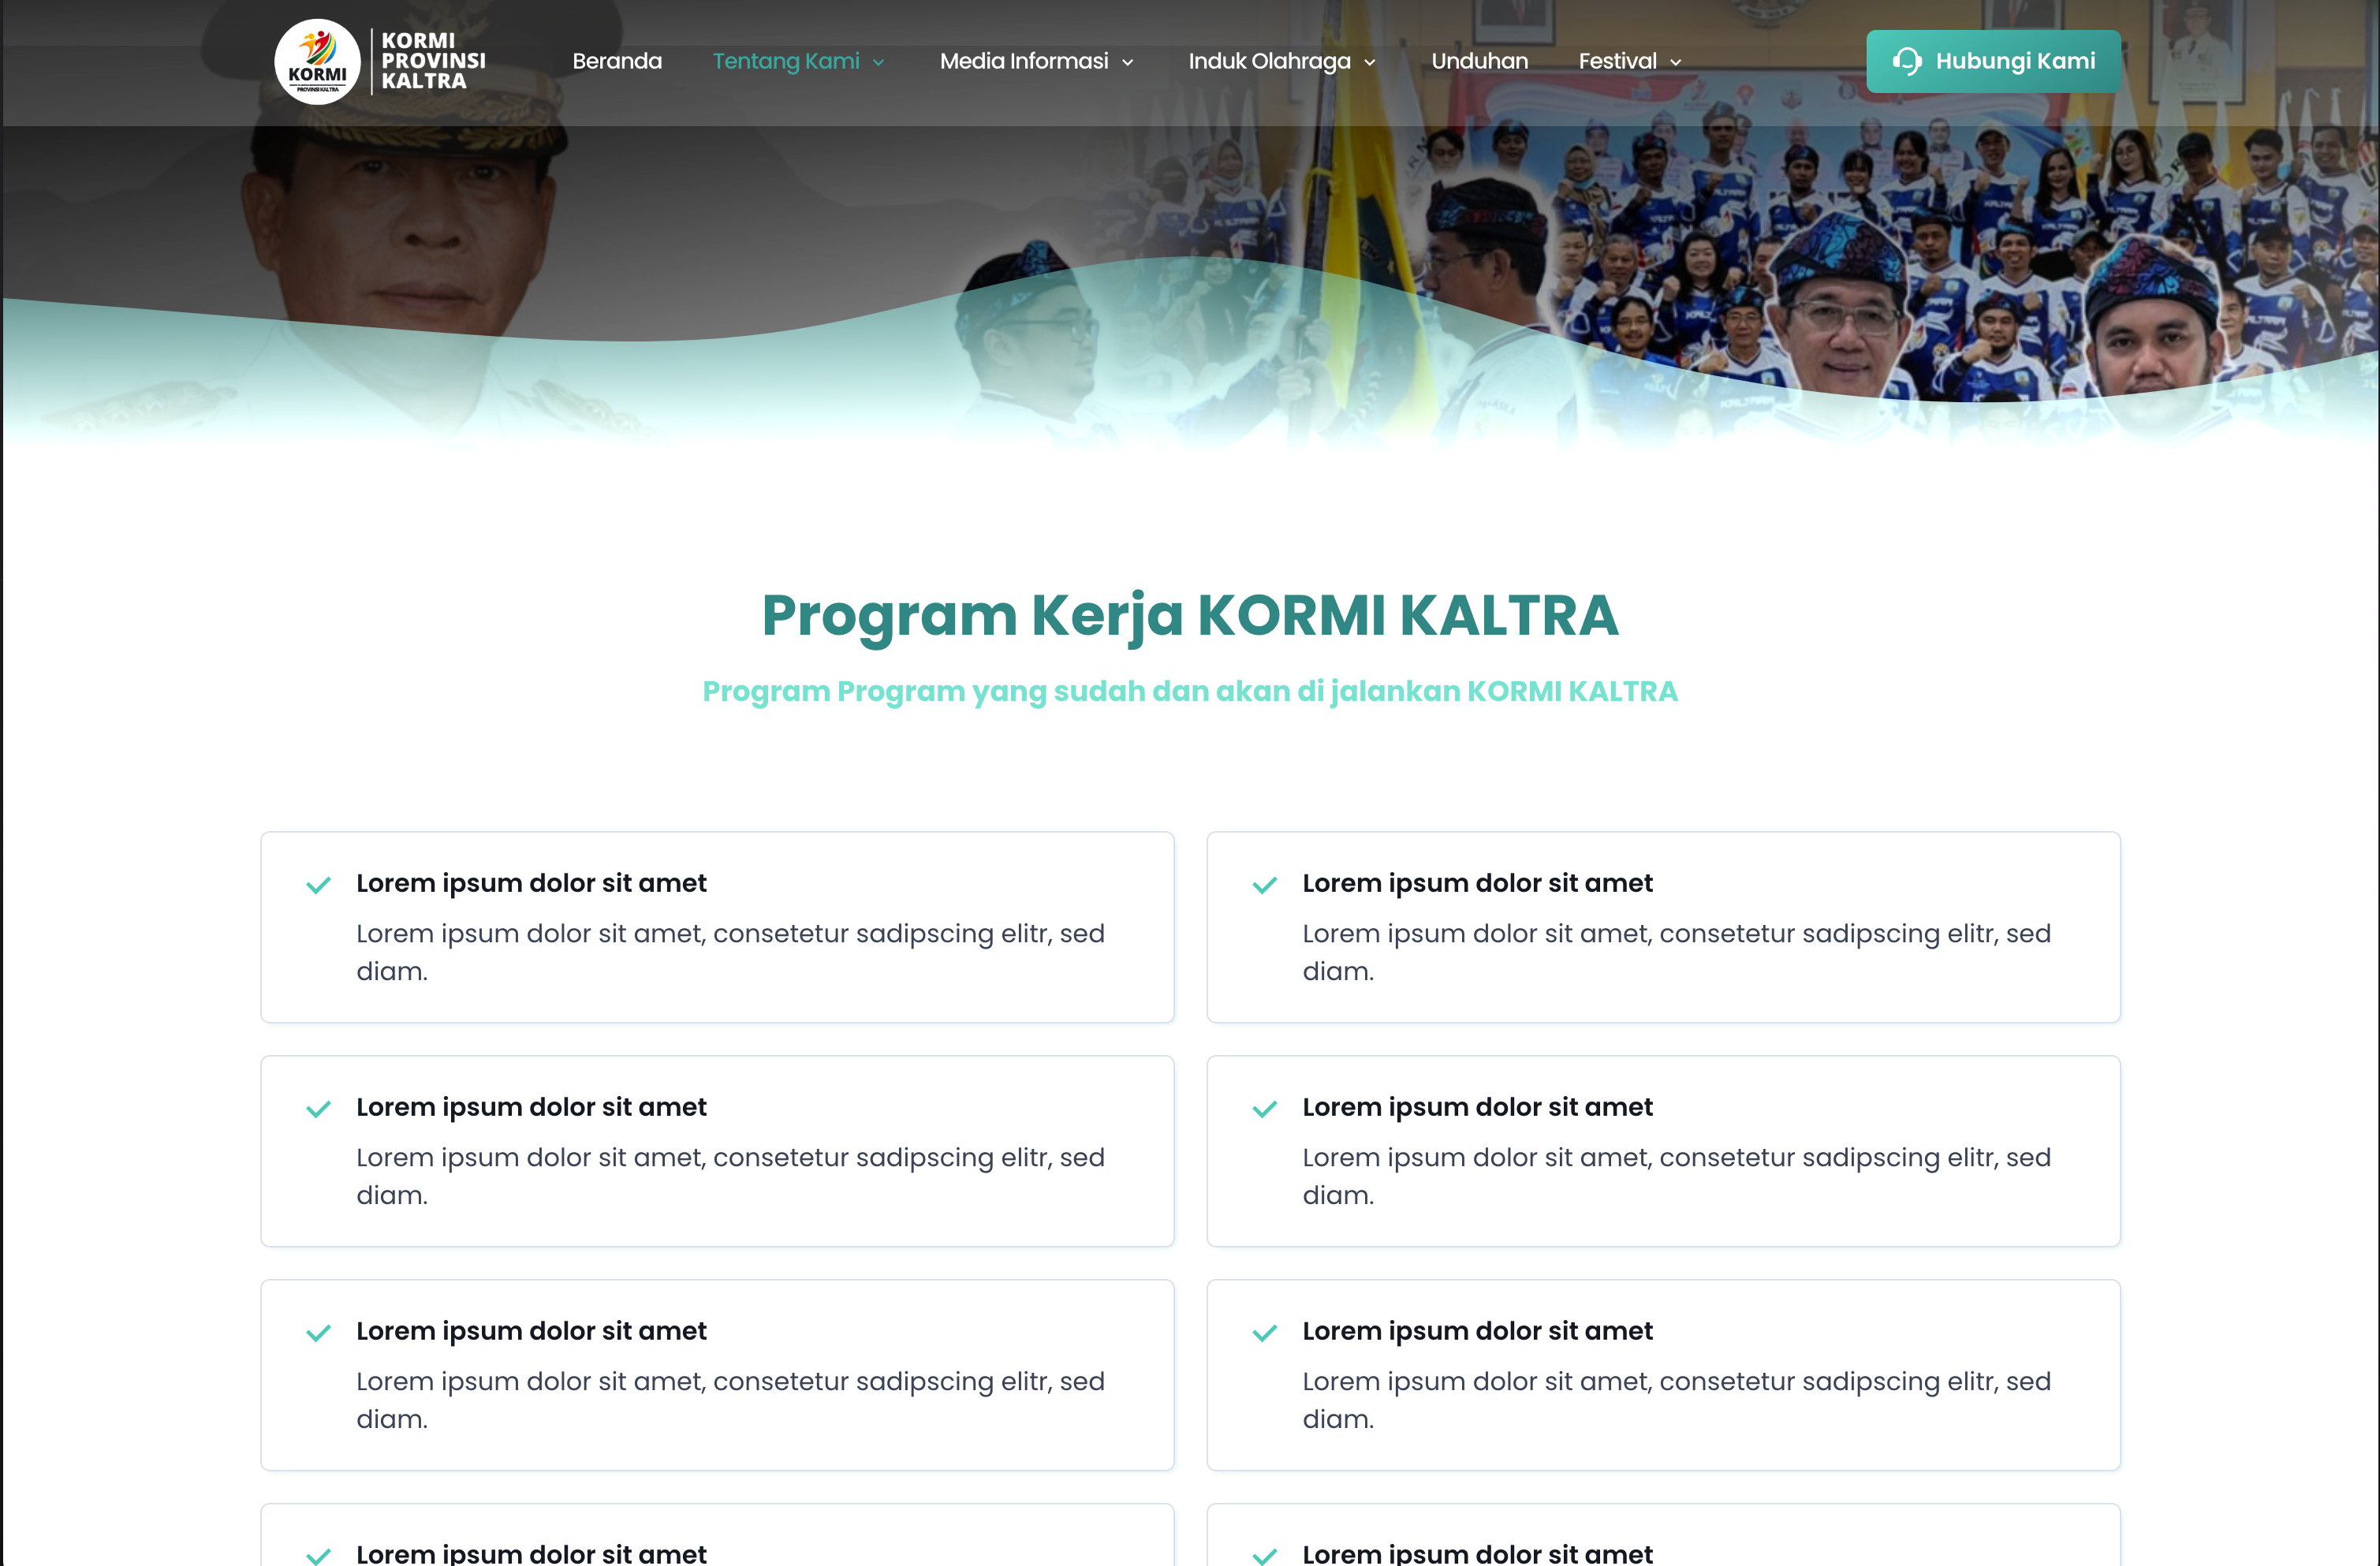 KORMI
PROVINSI KALTRA
KORMI
PROVINSI
KALTRA
Beranda
Tentang Kami
Media Informasi
Induk Olahraga
Unduhan
Festival
Hubungi Kami
Program Kerja KORMI KALTRA
Program Program yang sudah dan akan di jalankan KORMI KALTRA
Lorem ipsum dolor sit amet
Lorem ipsum dolor sit amet, consetetur sadipscing elitr, sed
diam.
Lorem ipsum dolor sit amet
Lorem ipsum dolor sit amet, consetetur sadipscing elitr, sed
diam.
Lorem ipsum dolor sit amet
Lorem ipsum dolor sit amet, consetetur sadipscing elitr, sed
diam.
Lorem ipsum dolor sit amet
Lorem ipsum dolor sit amet, consetetur sadipscing elitr, sed
diam.
Lorem ipsum dolor sit amet
Lorem ipsum dolor sit amet, consetetur sadipscing elitr, sed
diam.
Lorem ipsum dolor sit amet
Lorem ipsum dolor sit amet, consetetur sadipscing elitr, sed
diam.
Lorem ipsum dolor sit amet
Lorem ipsum dolor sit amet